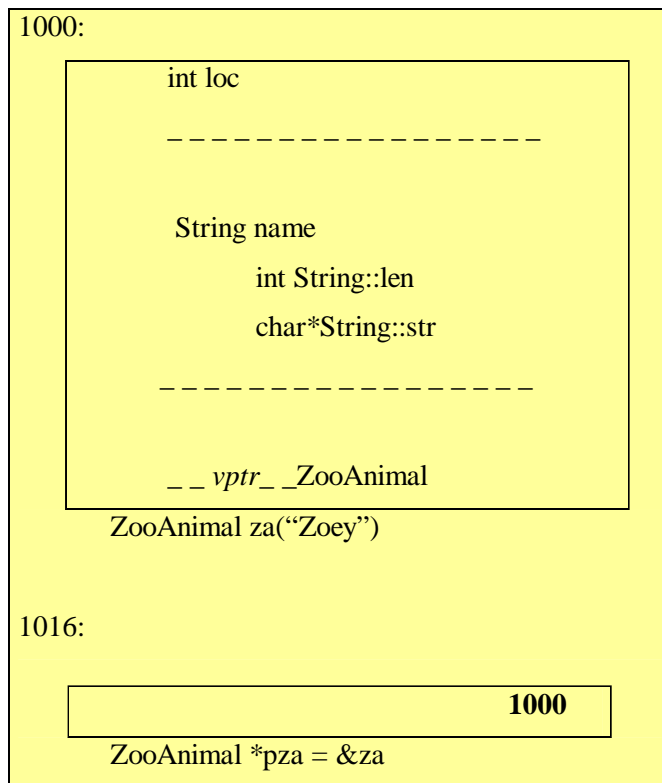 1000:
int loc
_ _ _ _ _ _ _ _ _ _ _ _ _ _ _ _ _
String name
int String::len
char*String::str
_ _ _ _ _ _ _ _ _ _ _ _ _ _ _ _ _
_ _ vptr_ _ZooAnimal
ZooAnimal za(“Zoey”)
1016:
1000
ZooAnimal *pza = &za